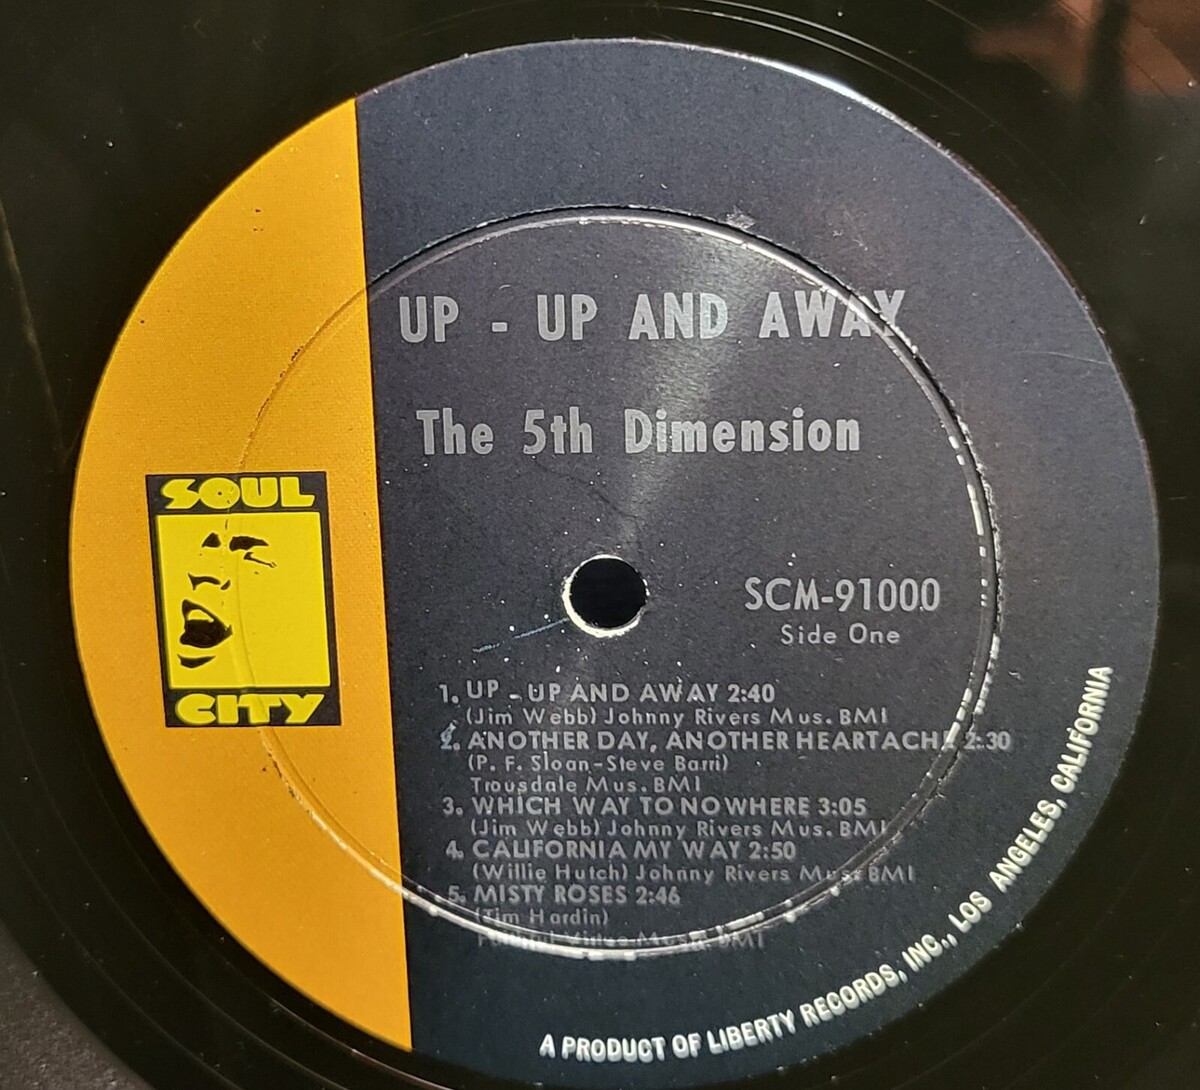 UP - UP AND AWAY
The 5th Dimension
SOUL
CITY
SCM-91000
Side One
1. UP - UP AND AWAY 2:40
(Jim Webb) Johnny Rivers Mus. BMI
2. ANOTHER DAY, ANOTHER HEARTACHE 2:30
(P. F. Sloan-Steve Barri)
Trousdale Mus. BMI
3. WHICH WAY TO NOWHERE 3:05
(Jim Webb) Johnny Rivers Mus. BMI
4. CALIFORNIA MY WAY 2:50
(Willie Hutch) Johnny Rivers Mus. BMI
5. MISTY ROSES 2:46
(Tim Hardin)
BMI
A PRODUCT OF LIBERTY RECORDS, INC., LOS ANGELES, CALIFORNIA